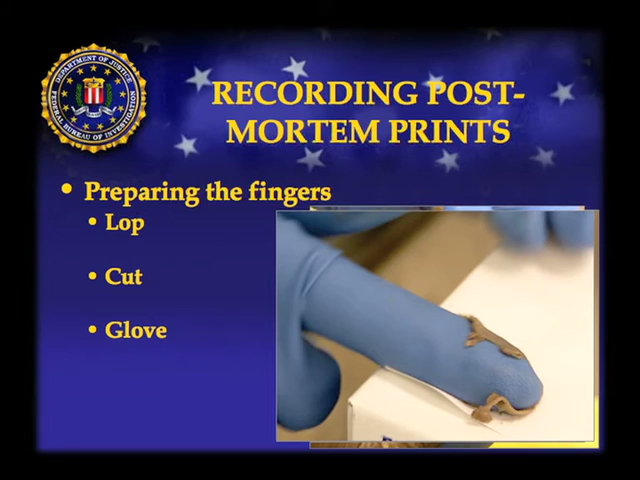 DEPARTMENT OF JUSTICE
FEDERAL BUREAU OF INVESTIGATION
RECORDING POST-
MORTEM PRINTS
• Preparing the fingers
• Lop
• Cut
• Glove